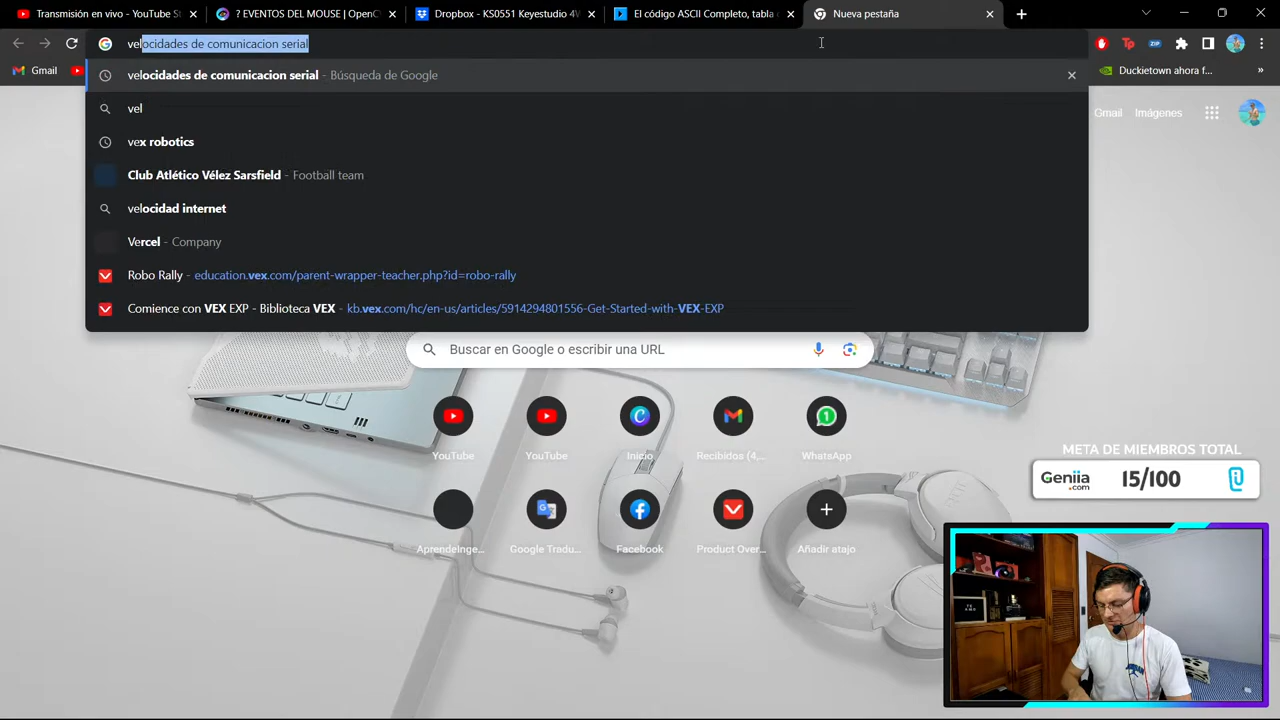 Transmisión en vivo - YouTube St
? EVENTOS DEL MOUSE | OpenC
Dropbox - KS0551 Keyestudio 4W
El código ASCII Completo, tabla d
Nueva pestaña
velocidades de comunicacion serial
Tp
ZIP
Gmail
Duckietown ahora f...
»
velocidades de comunicacion serial - Búsqueda de Google
vel
vex robotics
Club Atlético Vélez Sarsfield - Football team
velocidad internet
Vercel - Company
Robo Rally - education.vex.com/parent-wrapper-teacher.php?id=robo-rally
Comience con VEX EXP - Biblioteca VEX - kb.vex.com/hc/en-us/articles/5914294801556-Get-Started-with-VEX-EXP
Gmail
Imágenes
Buscar en Google o escribir una URL
YouTube
YouTube
Inicio
Recibidos (4,...
WhatsApp
AprendeInge...
Google Tradu...
Facebook
Product Over...
Añadir atajo
META DE MIEMBROS TOTAL
Geniia.com 15/100